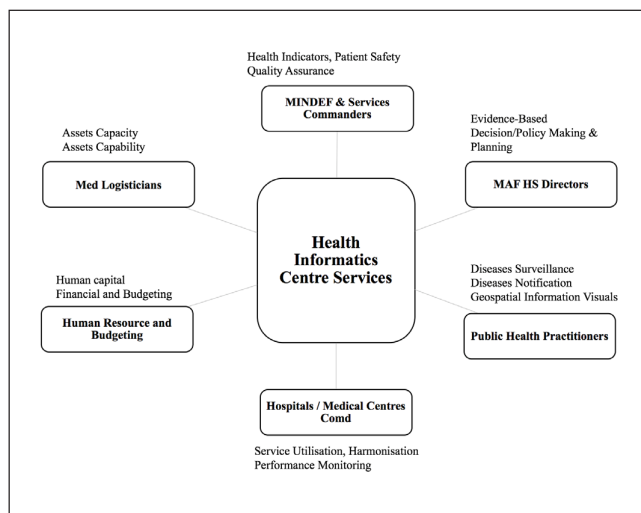 Health Indicators, Patient Safety
Quality Assurance
MINDEF & Services
Commanders
Assets Capacity
Assets Capability
Med Logisticians
Evidence-Based
Decision/Policy Making &
Planning
MAF HS Directors
Health
Informatics
Centre Services
Human capital
Financial and Budgeting
Human Resource and
Budgeting
Diseases Surveillance
Diseases Notification
Geospatial Information Visuals
Public Health Practitioners
Hospitals / Medical Centres
Comd
Service Utilisation, Harmonisation
Performance Monitoring